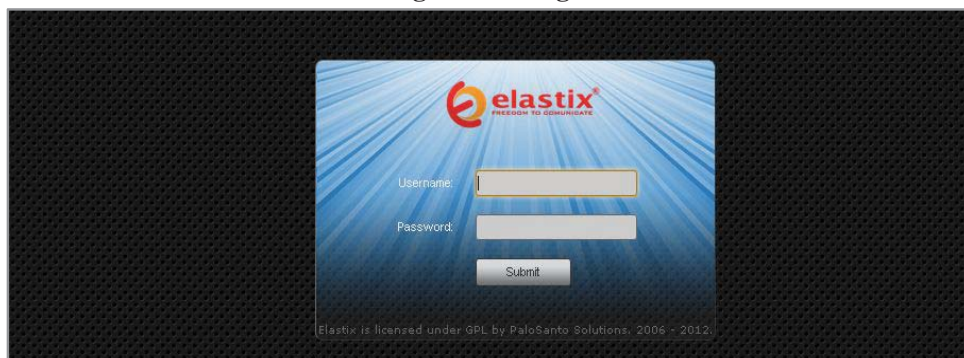 elastix®
FREEDOM TO COMUNICATE
Username:
Password:
Submit
Elastix is licensed under GPL by PaloSanto Solutions. 2006 - 2012.